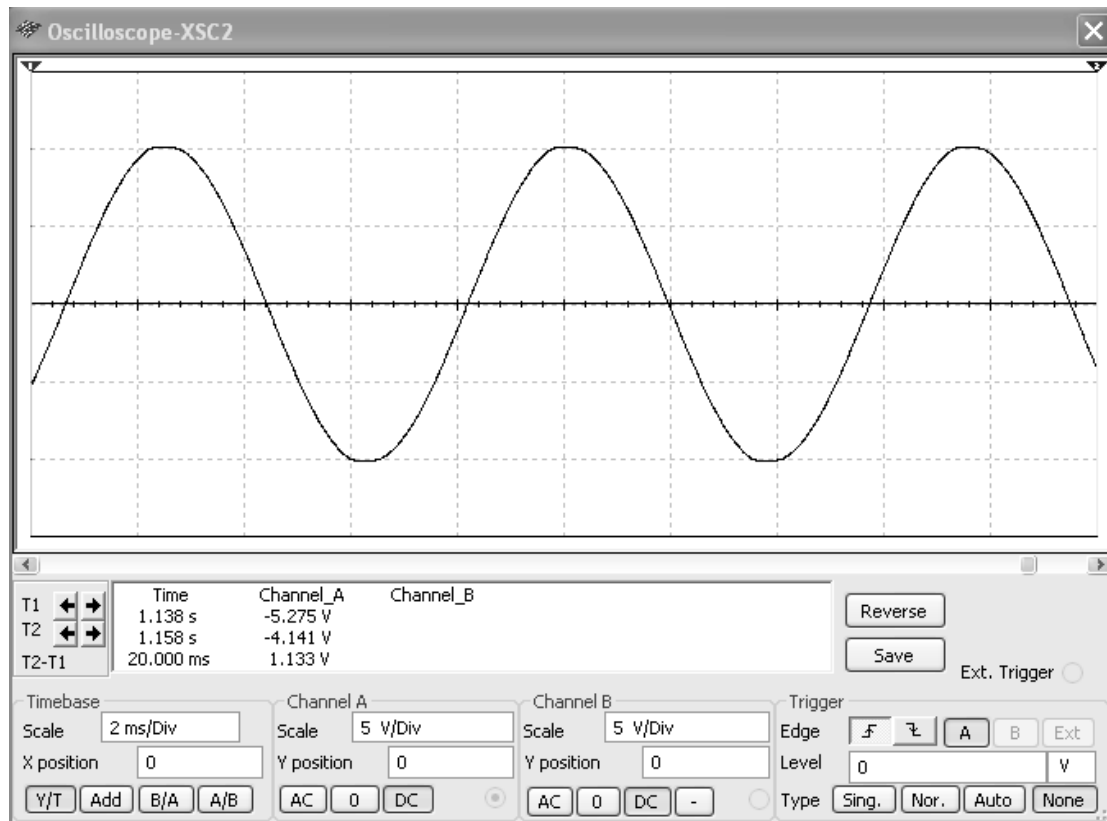 Oscilloscope-XSC2
1
2
Time Channel_A Channel_B
T1 1.138 s -5.275 V
T2 1.158 s -4.141 V
T2-T1 20.000 ms 1.133 V
Reverse
Save
Ext. Trigger
Timebase
Scale 2 ms/Div
X position 0
Y/T Add B/A A/B
Channel A
Scale 5 V/Div
Y position 0
AC 0 DC
Channel B
Scale 5 V/Div
Y position 0
AC 0 DC -
Trigger
Edge A B Ext
Level 0 V
Type Sing. Nor. Auto None